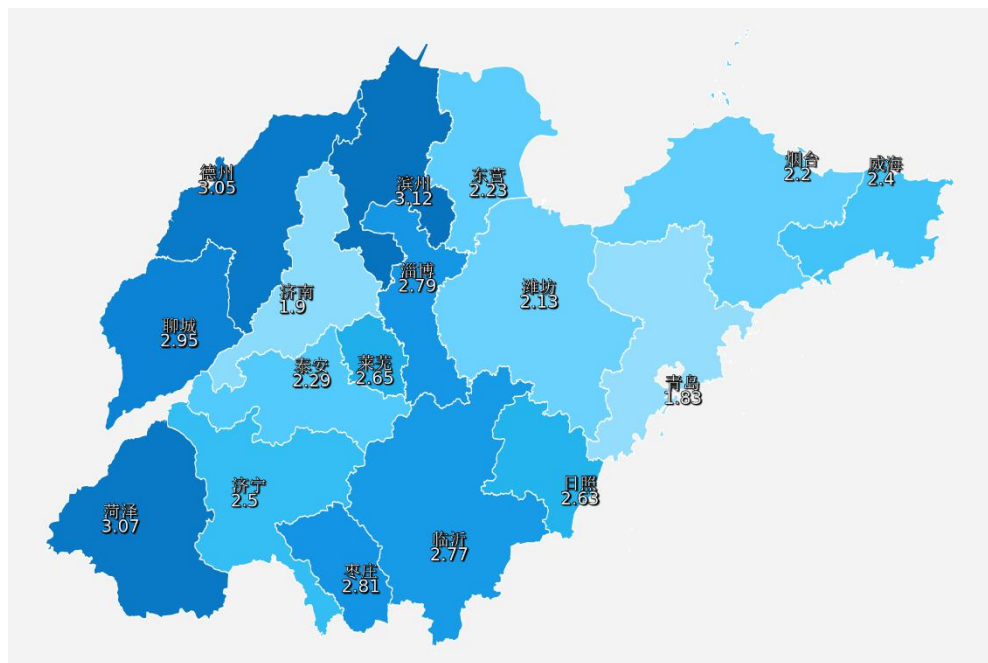 烟台
2.2
威海
2.4
德州
3.05
滨州
3.12
东营
2.23
淄博
2.79
济南
1.9
潍坊
2.13
聊城
2.95
泰安
2.29
莱芜
2.65
青岛
1.83
济宁
2.5
日照
2.63
菏泽
3.07
临沂
2.77
枣庄
2.81